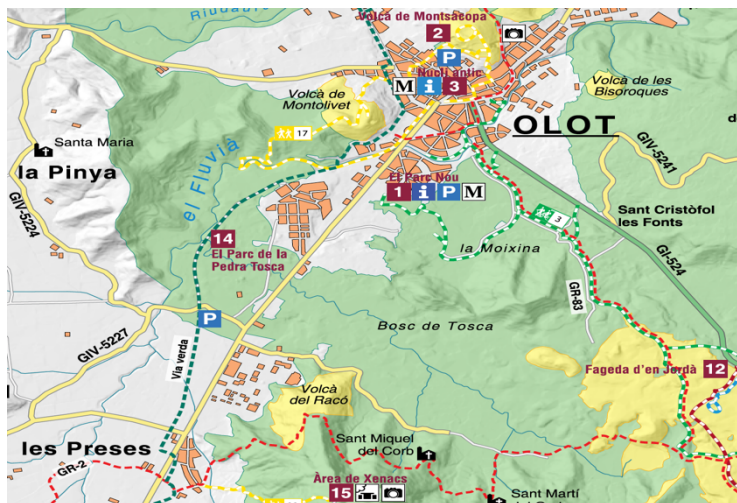 Riudaura
Volcà de Montsacopa
2
P
Nucli antic
M i 3
Volcà de
Montolivet
Volcà de les
Bisoroques
OLOT
17
Santa Maria
la Pinya
el Fluvià
GIV-5224
GIV-5241
El Parc Nou
1 i P M
3
Sant Cristòfol
les Fonts
la Moixina
14
El Parc de la
Pedra Tosca
GI-524
GR-83
P
Bosc de Tosca
GIV-5227
Via verda
Fageda d'en Jordà
12
Volcà
del Racó
les Preses
GR-2
Sant Miquel
del Corb
Àrea de Xenacs
15
Sant Martí